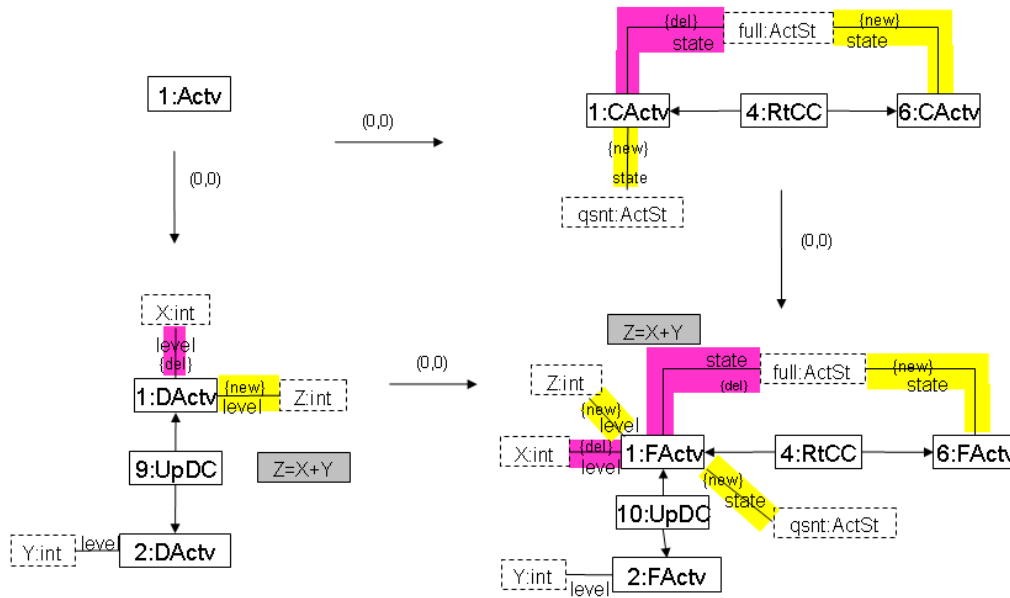 {del}
full:ActSt
{new}
state
state
1:Actv
1:CActv
4:RtCC
6:CActv
(0,0)
{new}
state
(0,0)
qsnt:ActSt
(0,0)
X:int
level
{del}
Z=X+Y
state
full:ActSt
{new}
state
{del}
(0,0)
1:DActv
{new}
level
Z:int
Z:int
{new}
level
X:int
{del}
level
1:FActv
4:RtCC
6:FActv
9:UpDC
Z=X+Y
{new}
state
10:UpDC
qsnt:ActSt
Y:int
level
2:DActv
Y:int
level
2:FActv